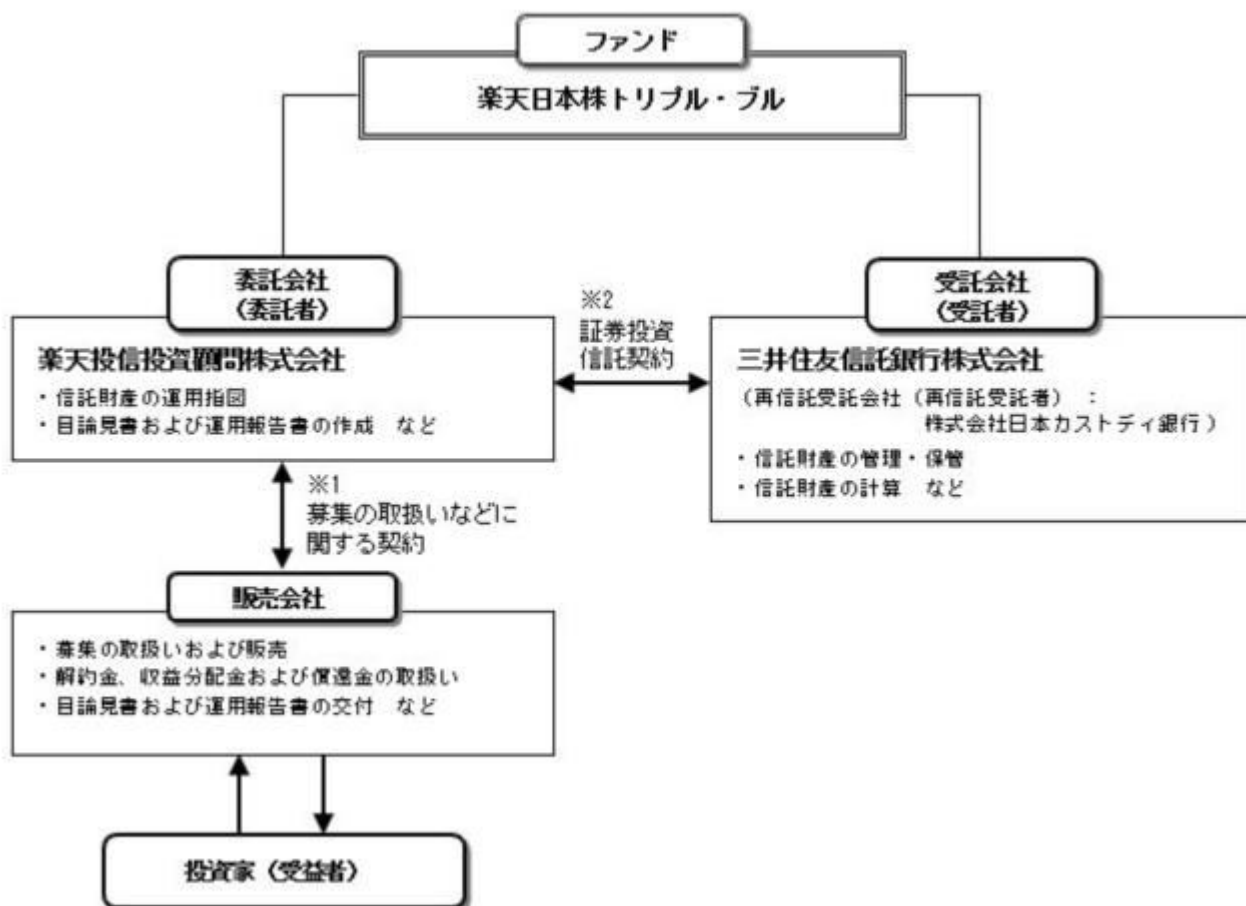 ファンド
楽天日本株トリプル・ブル
委託会社
（委託者）
楽天投信投資顧問株式会社
・信託財産の運用指図
・目論見書および運用報告書の作成　など
※2
証券投資
信託契約
受託会社
（受託者）
三井住友信託銀行株式会社
（再信託受託会社（再信託受託者）：
株式会社日本カストディ銀行）
・信託財産の管理・保管
・信託財産の計算　など
※1
募集の取扱いなどに
関する契約
販売会社
・募集の取扱いおよび販売
・解約金、収益分配金および償還金の取扱い
・目論見書および運用報告書の交付　など
投資家（受益者）